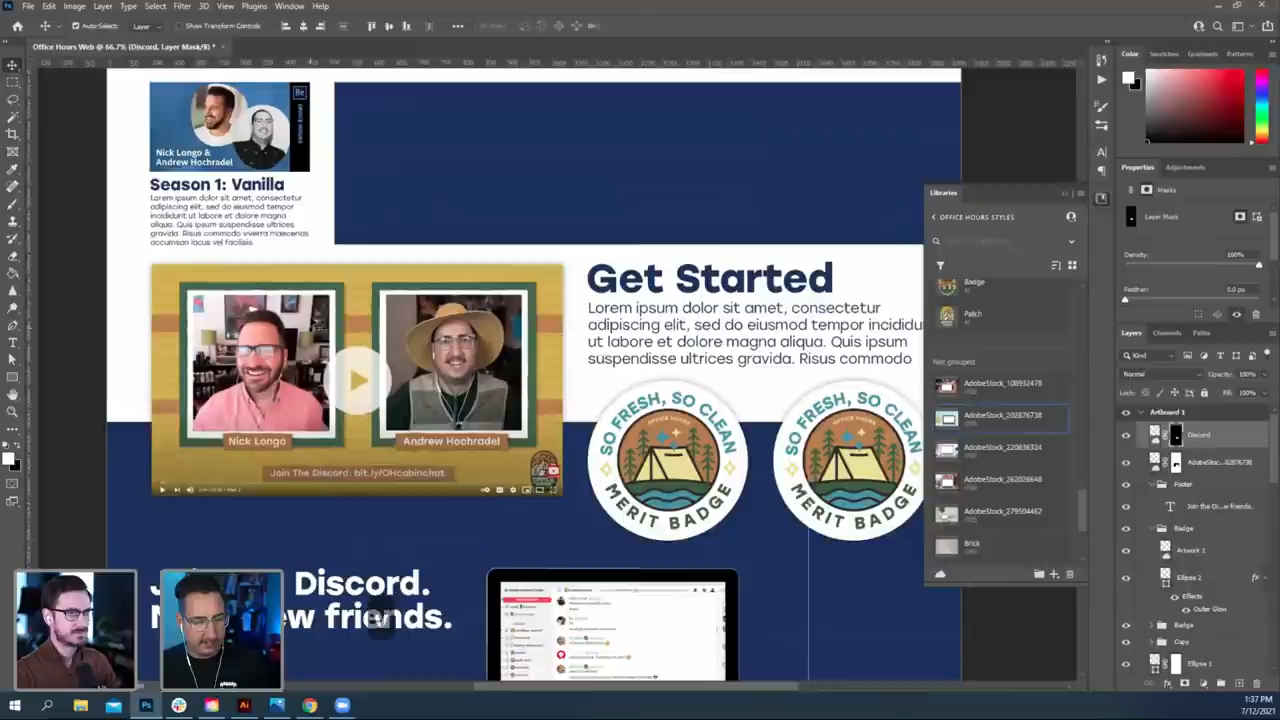 File Edit Image Layer Type Select Filter 3D View Plugins Window Help
Auto-Select: Layer Show Transform Controls
Office Hours Web @ 66.7% (Discord, Layer Mask/8) *
Color Swatches Gradients Patterns
Be
OFFICE HOURS
Nick Longo &
Andrew Hochradel
Season 1: Vanilla
Lorem ipsum dolor sit amet, consectetur
adipiscing elit, sed do eiusmod tempor
incididunt ut labore et dolore magna
aliqua. Quis ipsum suspendisse ultrices
gravida. Risus commodo viverra maecenas
accumsan lacus vel facilisis.
Get Started
Lorem ipsum dolor sit amet, consectetur
adipiscing elit, sed do eiusmod tempor incididu
ut labore et dolore magna aliqua. Quis ipsum
suspendisse ultrices gravida. Risus commodo
Nick Longo
Andrew Hochradel
Join The Discord: bit.ly/OHcabinchat
SO FRESH, SO CLEAN
OFFICE HOURS
MERIT BADGE
SO FRESH, SO CLEAN
OFFICE HOURS
MERIT BADGE
Discord.
ew friends.
Libraries
OFFICE HOURS STYLES
Badge
Patch
Not grouped
AdobeStock_108932478
AdobeStock_202876738
AdobeStock_220836324
AdobeStock_262026648
AdobeStock_279504462
Brick
Properties Adjustments
Masks
Layer Mask
Density: 100%
Feather: 0.0 px
Layers Channels Paths
Kind
Normal Opacity: 100%
Lock: Fill: 100%
Artboard 1
Discord
AdobeStock...02876738
Footer
Join the Di...w friends.
Badge
Artwork 1
Ellipse 2
Effects
Outer Glow
Badge
Copy
Ellipse 1
1:37 PM
7/12/2021